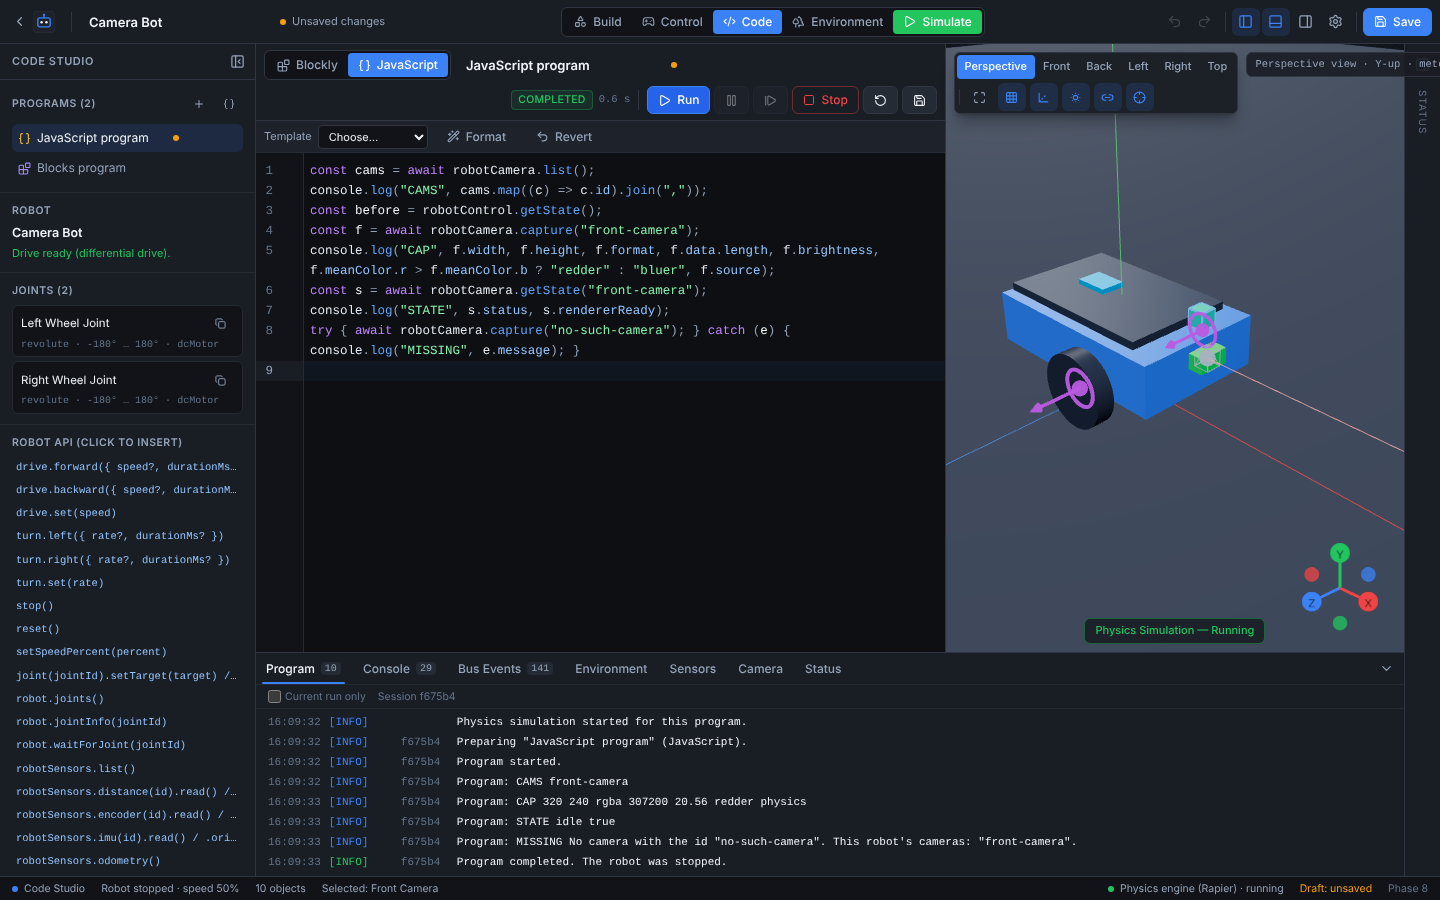 Camera Bot
Unsaved changes
Build
Control
Code
Environment
Simulate
Save
CODE STUDIO
PROGRAMS (2)
{ } JavaScript program
Blocks program
ROBOT
Camera Bot
Drive ready (differential drive).
JOINTS (2)
Left Wheel Joint
revolute · -180° … 180° · dcMotor
Right Wheel Joint
revolute · -180° … 180° · dcMotor
ROBOT API (CLICK TO INSERT)
drive.forward({ speed?, durationMs…
drive.backward({ speed?, durationM…
drive.set(speed)
turn.left({ rate?, durationMs? })
turn.right({ rate?, durationMs? })
turn.set(rate)
stop()
reset()
setSpeedPercent(percent)
joint(jointId).setTarget(target) /…
robot.joints()
robot.jointInfo(jointId)
robot.waitForJoint(jointId)
robotSensors.list()
robotSensors.distance(id).read() /…
robotSensors.encoder(id).read() / …
robotSensors.imu(id).read() / .ori…
robotSensors.odometry()
Blockly
{ } JavaScript
JavaScript program
COMPLETED
0.6 s
Run
Stop
Template
Choose...
Format
Revert
1 const cams = await robotCamera.list();
2 console.log("CAMS", cams.map((c) => c.id).join(","));
3 const before = robotControl.getState();
4 const f = await robotCamera.capture("front-camera");
5 console.log("CAP", f.width, f.height, f.format, f.data.length, f.brightness,
f.meanColor.r > f.meanColor.b ? "redder" : "bluer", f.source);
6 const s = await robotCamera.getState("front-camera");
7 console.log("STATE", s.status, s.rendererReady);
8 try { await robotCamera.capture("no-such-camera"); } catch (e) {
console.log("MISSING", e.message); }
9
Perspective
Front
Back
Left
Right
Top
Perspective view · Y-up · mete
STATUS
Y
Z
X
Physics Simulation — Running
Program 10
Console 29
Bus Events 141
Environment
Sensors
Camera
Status
Current run only
Session f675b4
16:09:32 [INFO] Physics simulation started for this program.
16:09:32 [INFO] f675b4 Preparing "JavaScript program" (JavaScript).
16:09:32 [INFO] f675b4 Program started.
16:09:32 [INFO] f675b4 Program: CAMS front-camera
16:09:33 [INFO] f675b4 Program: CAP 320 240 rgba 307200 20.56 redder physics
16:09:33 [INFO] f675b4 Program: STATE idle true
16:09:33 [INFO] f675b4 Program: MISSING No camera with the id "no-such-camera". This robot's cameras: "front-camera".
16:09:33 [INFO] f675b4 Program completed. The robot was stopped.
Code Studio
Robot stopped · speed 50%
10 objects
Selected: Front Camera
Physics engine (Rapier) · running
Draft: unsaved
Phase 8